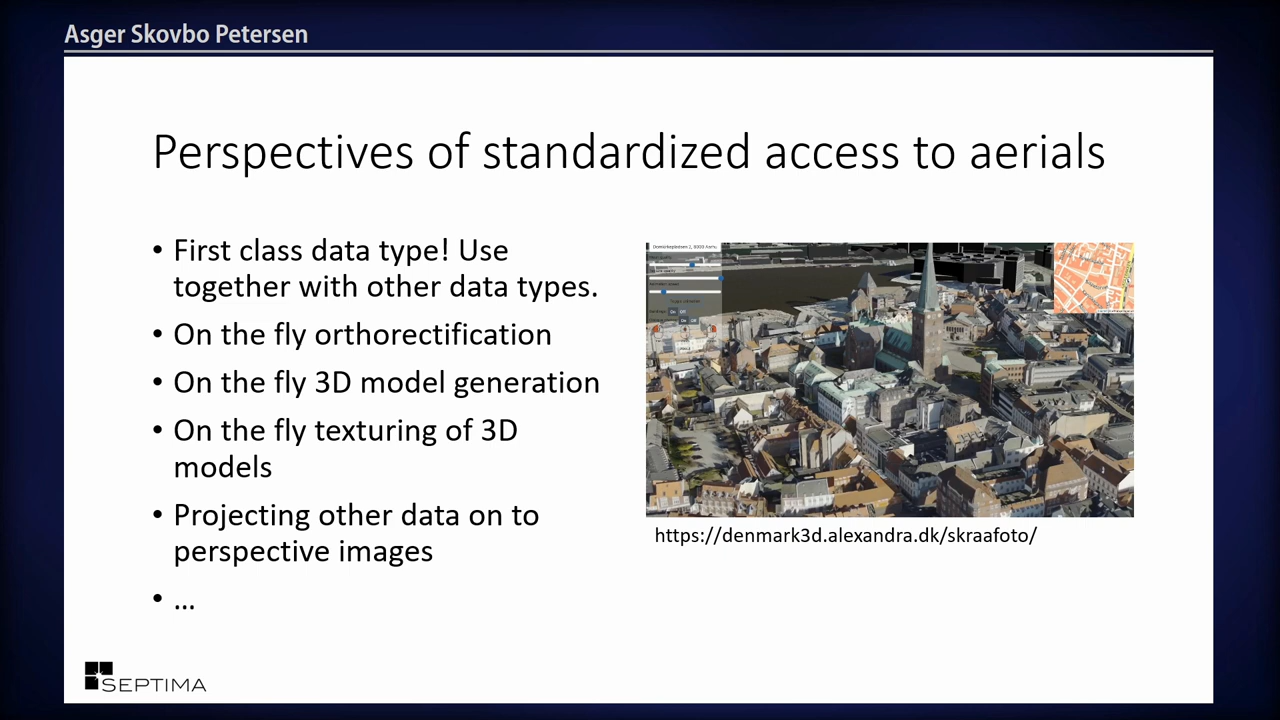 Asger Skovbo Petersen
Perspectives of standardized access to aerials
• First class data type! Use
together with other data types.
• On the fly orthorectification
• On the fly 3D model generation
• On the fly texturing of 3D
models
• Projecting other data on to
perspective images
• ...
https://denmark3d.alexandra.dk/skraafoto/
SEPTIMA